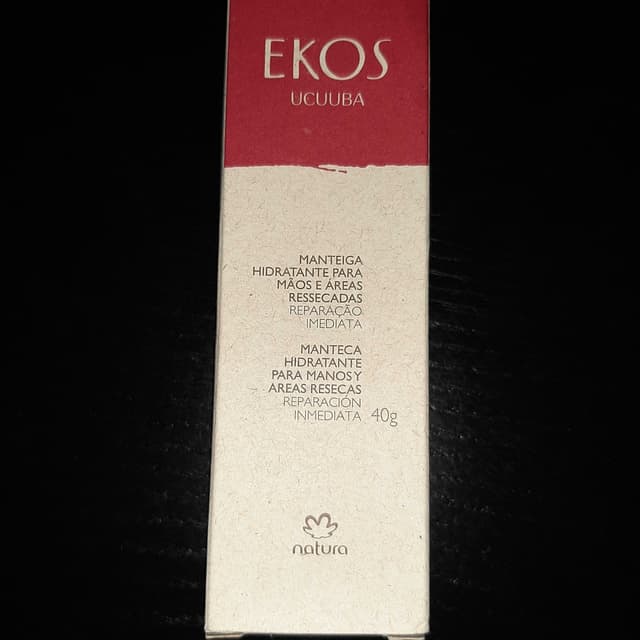 EKOS
UCUUBA
MANTEIGA
HIDRATANTE PARA
MÃOS E ÁREAS
RESSECADAS
REPARAÇÃO
IMEDIATA
MANTECA
HIDRATANTE
PARA MANOS Y
ÁREAS RESECAS
REPARACIÓN
INMEDIATA 40g
natura